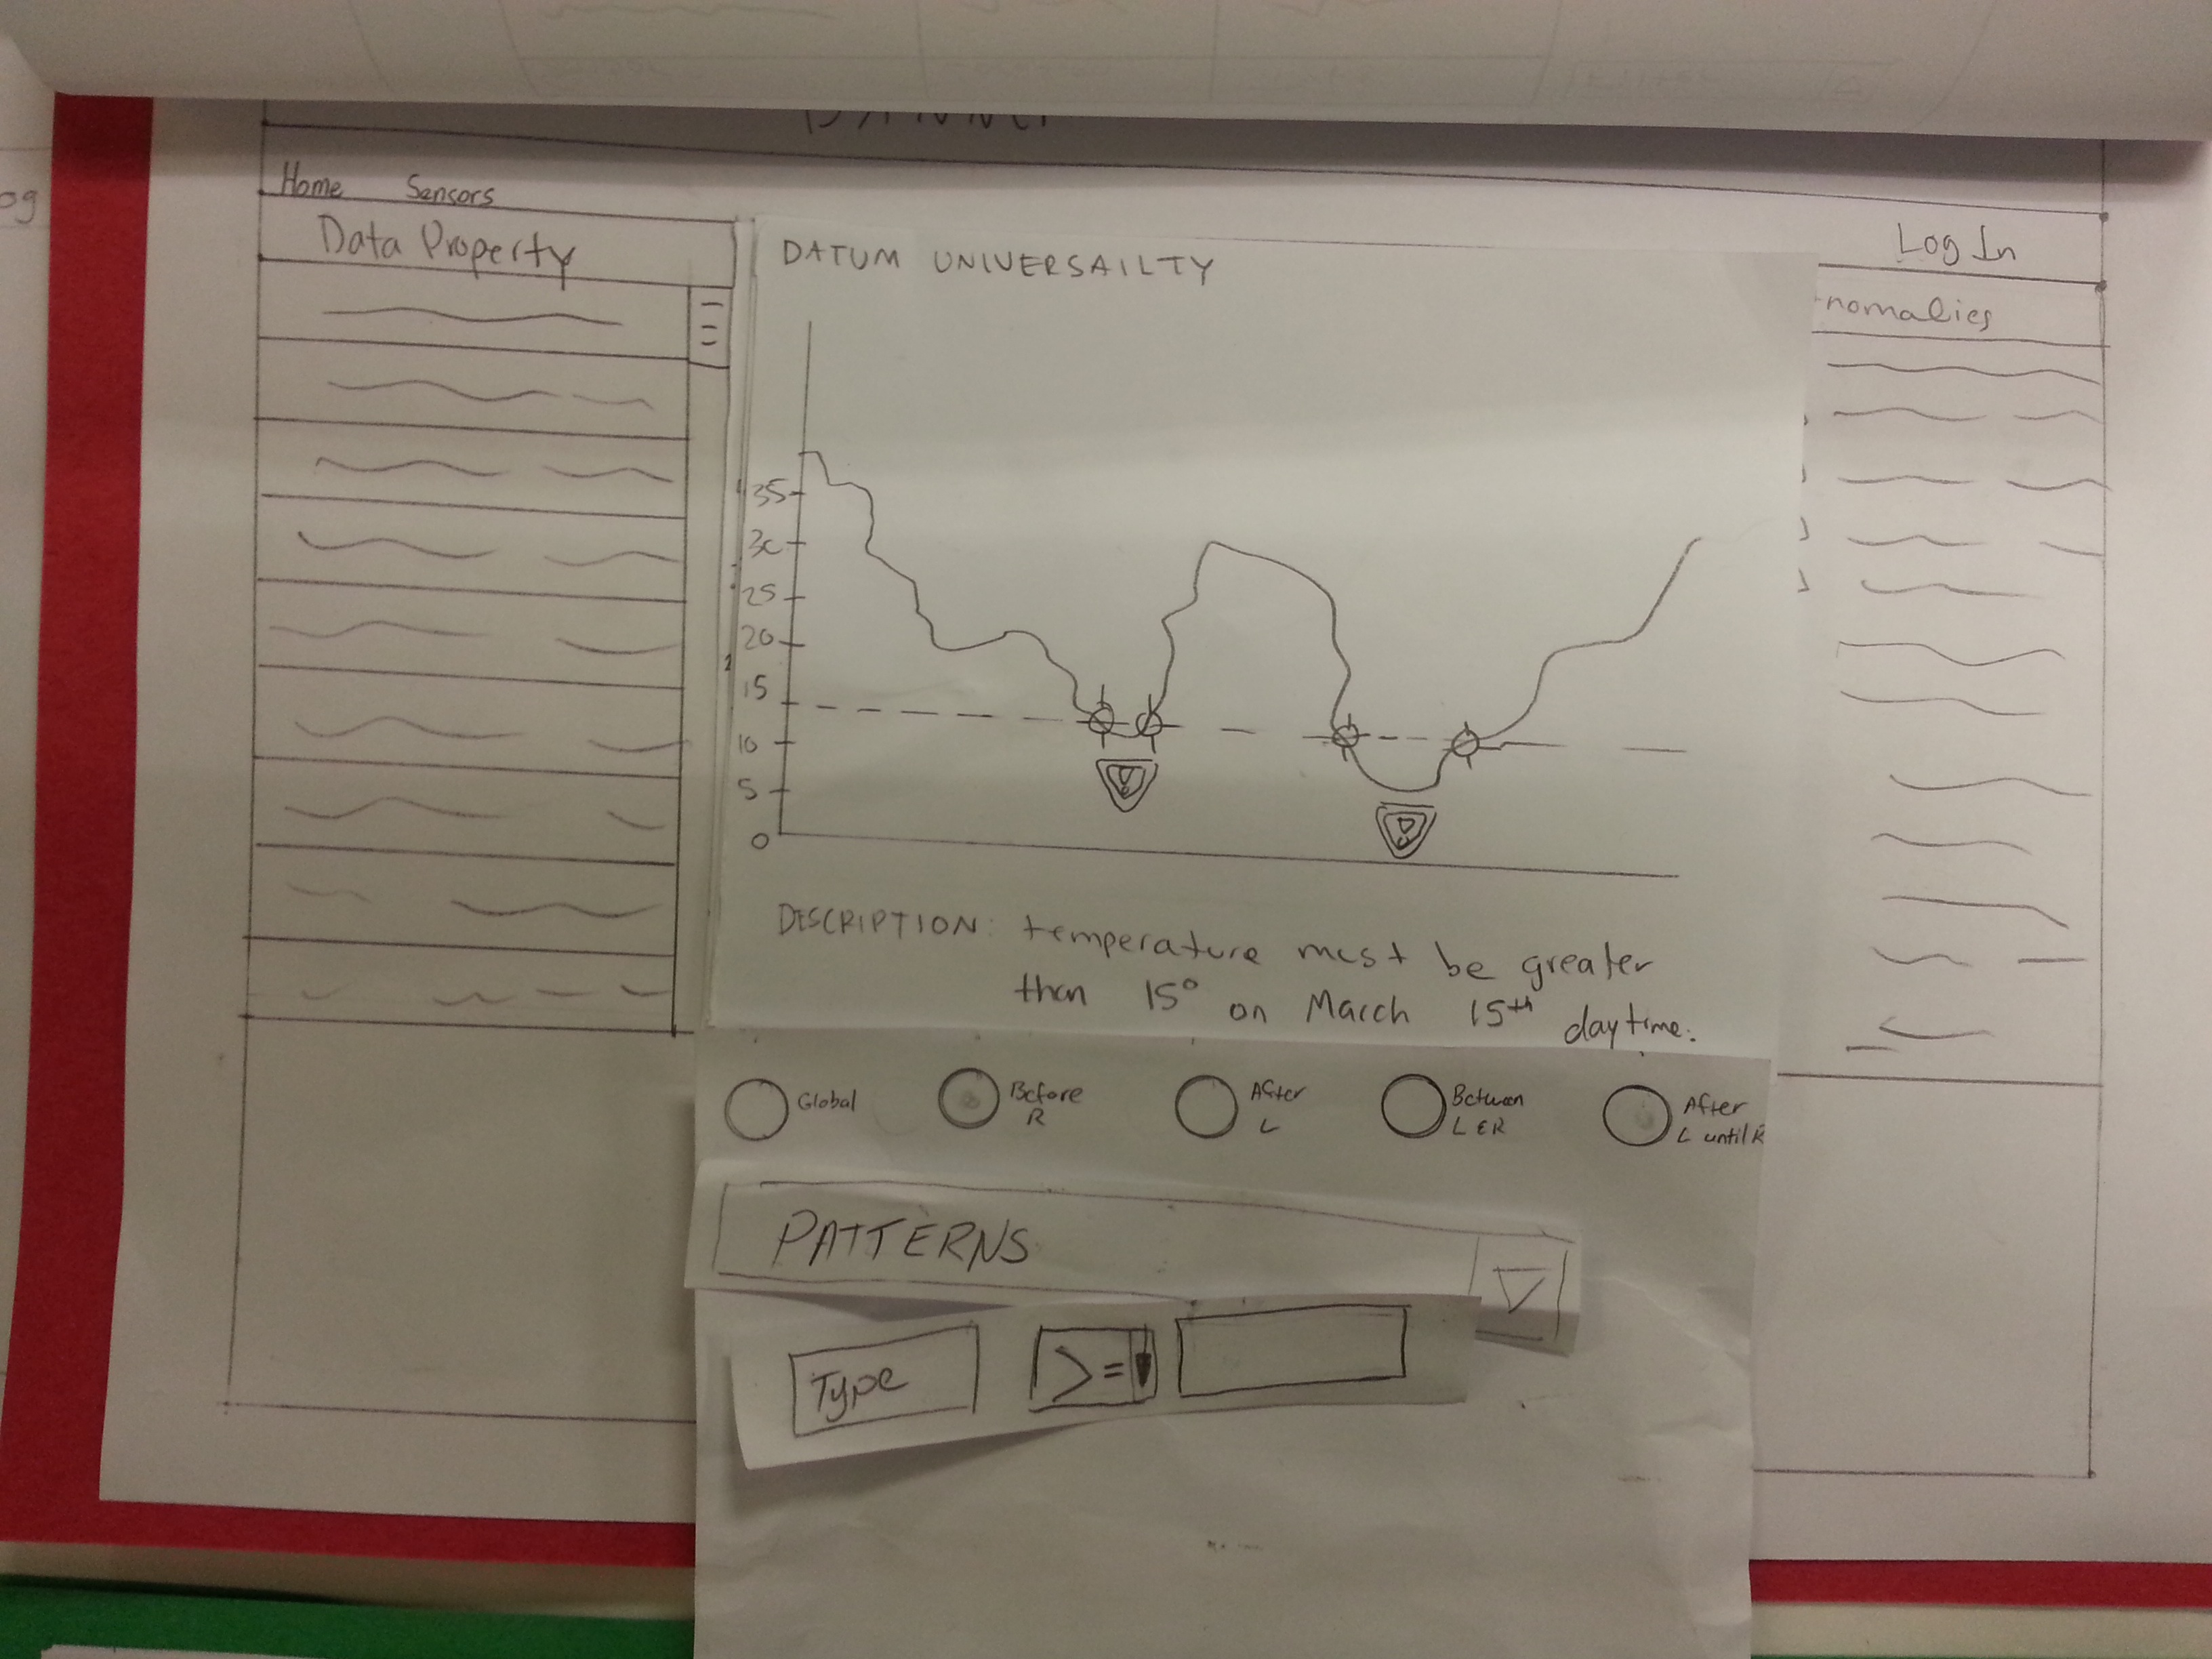 Home Sensors
Log In
Data Property
DATUM UNIVERSAILTY
nomalies
35
30
25
20
15
10
5
0
DESCRIPTION: temperature must be greater
than 15° on March 15th daytime.
Global
Before
R
After
L
Between
L & R
After
L until R
PATTERNS
Type >=